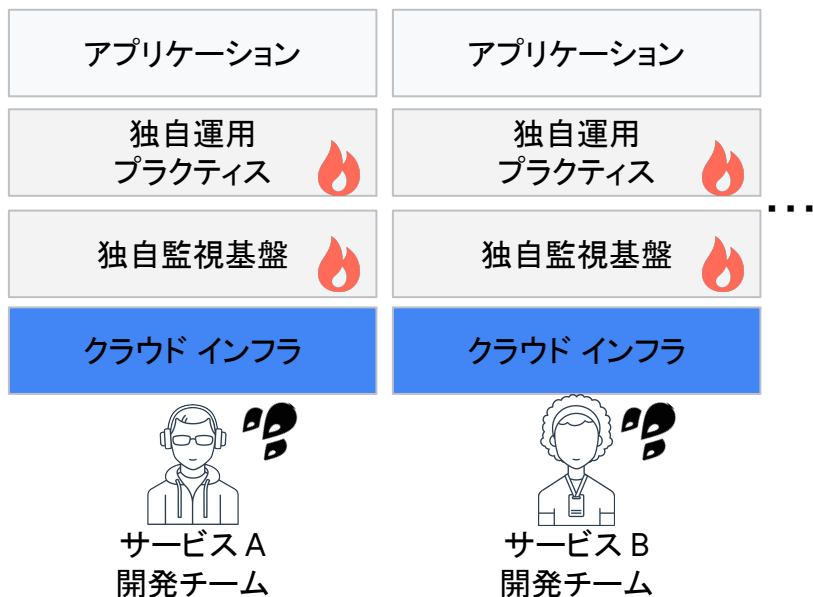 アプリケーション
独自運用
プラクティス
独自監視基盤
クラウド インフラ
サービス A
開発チーム
アプリケーション
独自運用
プラクティス
独自監視基盤
クラウド インフラ
サービス B
開発チーム
...